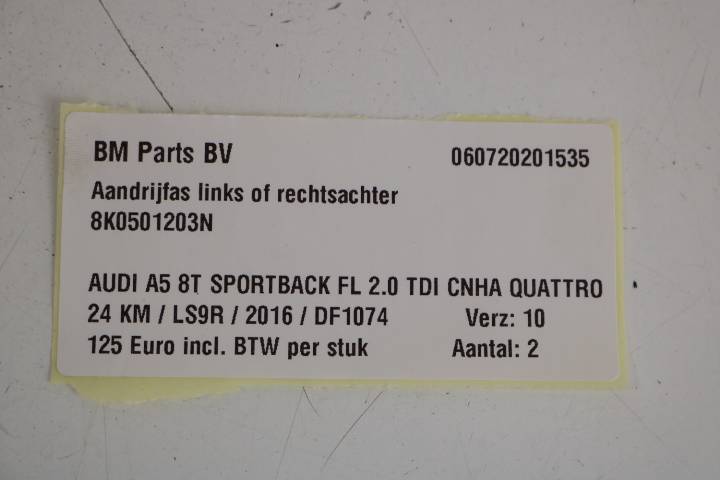 BM Parts BV 060720201535
Aandrijfas links of rechtsachter
8K0501203N
AUDI A5 8T SPORTBACK FL 2.0 TDI CNHA QUATTRO
24 KM / LS9R / 2016 / DF1074 Verz: 10
125 Euro incl. BTW per stuk Aantal: 2